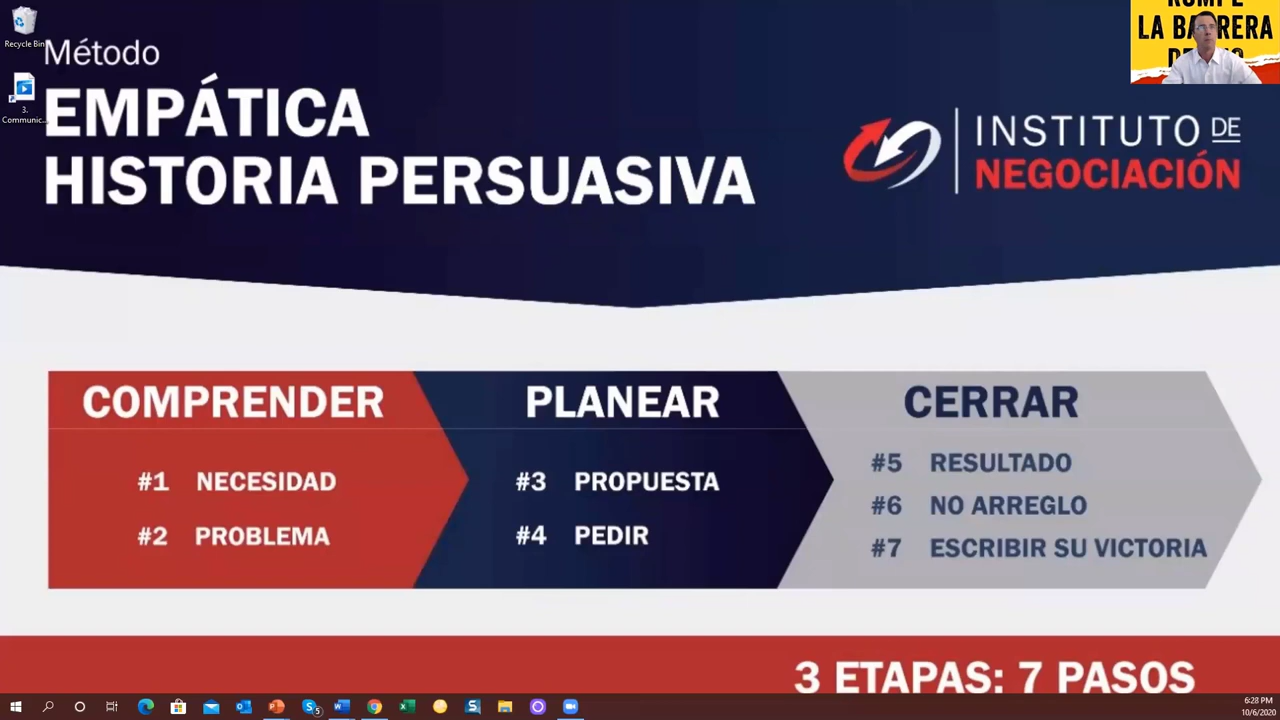 Recycle Bin
3.
Communic...
Método
EMPÁTICA
HISTORIA PERSUASIVA
LA BARRERA
INSTITUTO DE
NEGOCIACIÓN
COMPRENDER
#1 NECESIDAD
#2 PROBLEMA
PLANEAR
#3 PROPUESTA
#4 PEDIR
CERRAR
#5 RESULTADO
#6 NO ARREGLO
#7 ESCRIBIR SU VICTORIA
3 ETAPAS: 7 PASOS
6:28 PM
10/6/2020